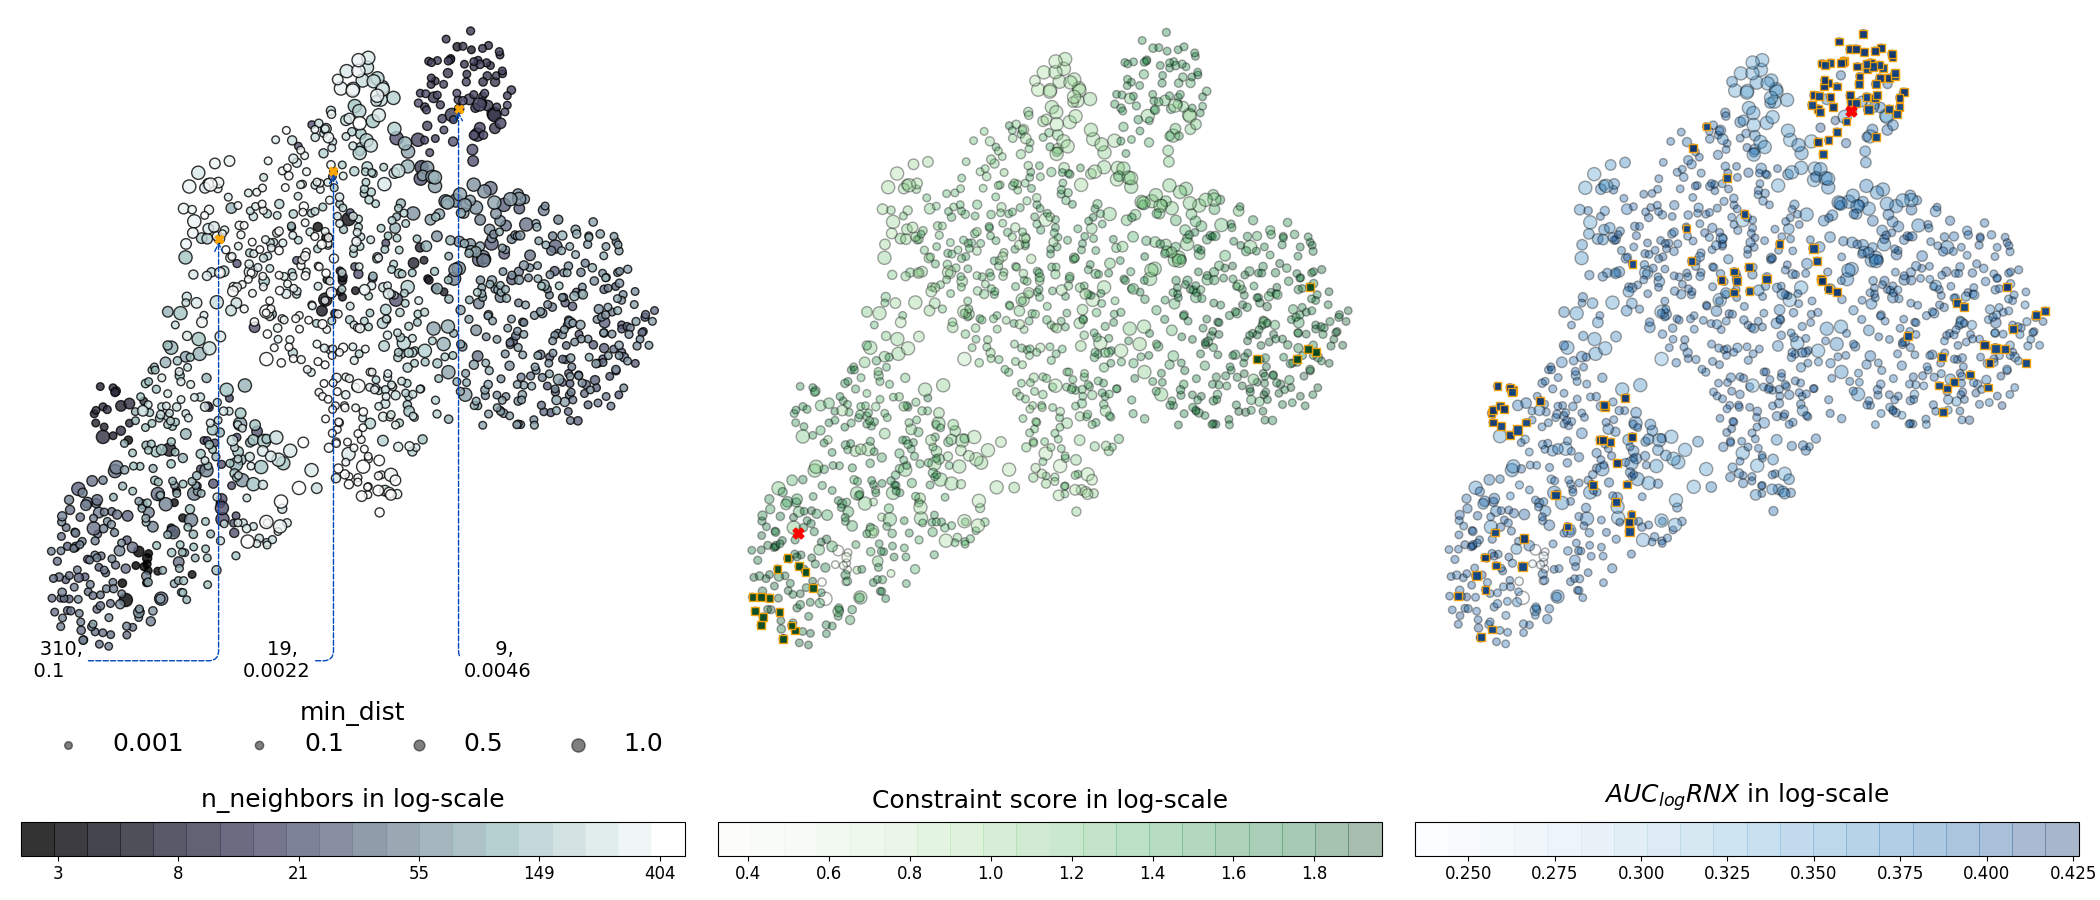 310,
0.1
19,
0.0022
9,
0.0046
min_dist
0.001 0.1 0.5 1.0
n_neighbors in log-scale
3 8 21 55 149 404
Constraint score in log-scale
0.4 0.6 0.8 1.0 1.2 1.4 1.6 1.8
AUC_{log}RNX in log-scale
0.250 0.275 0.300 0.325 0.350 0.375 0.400 0.425